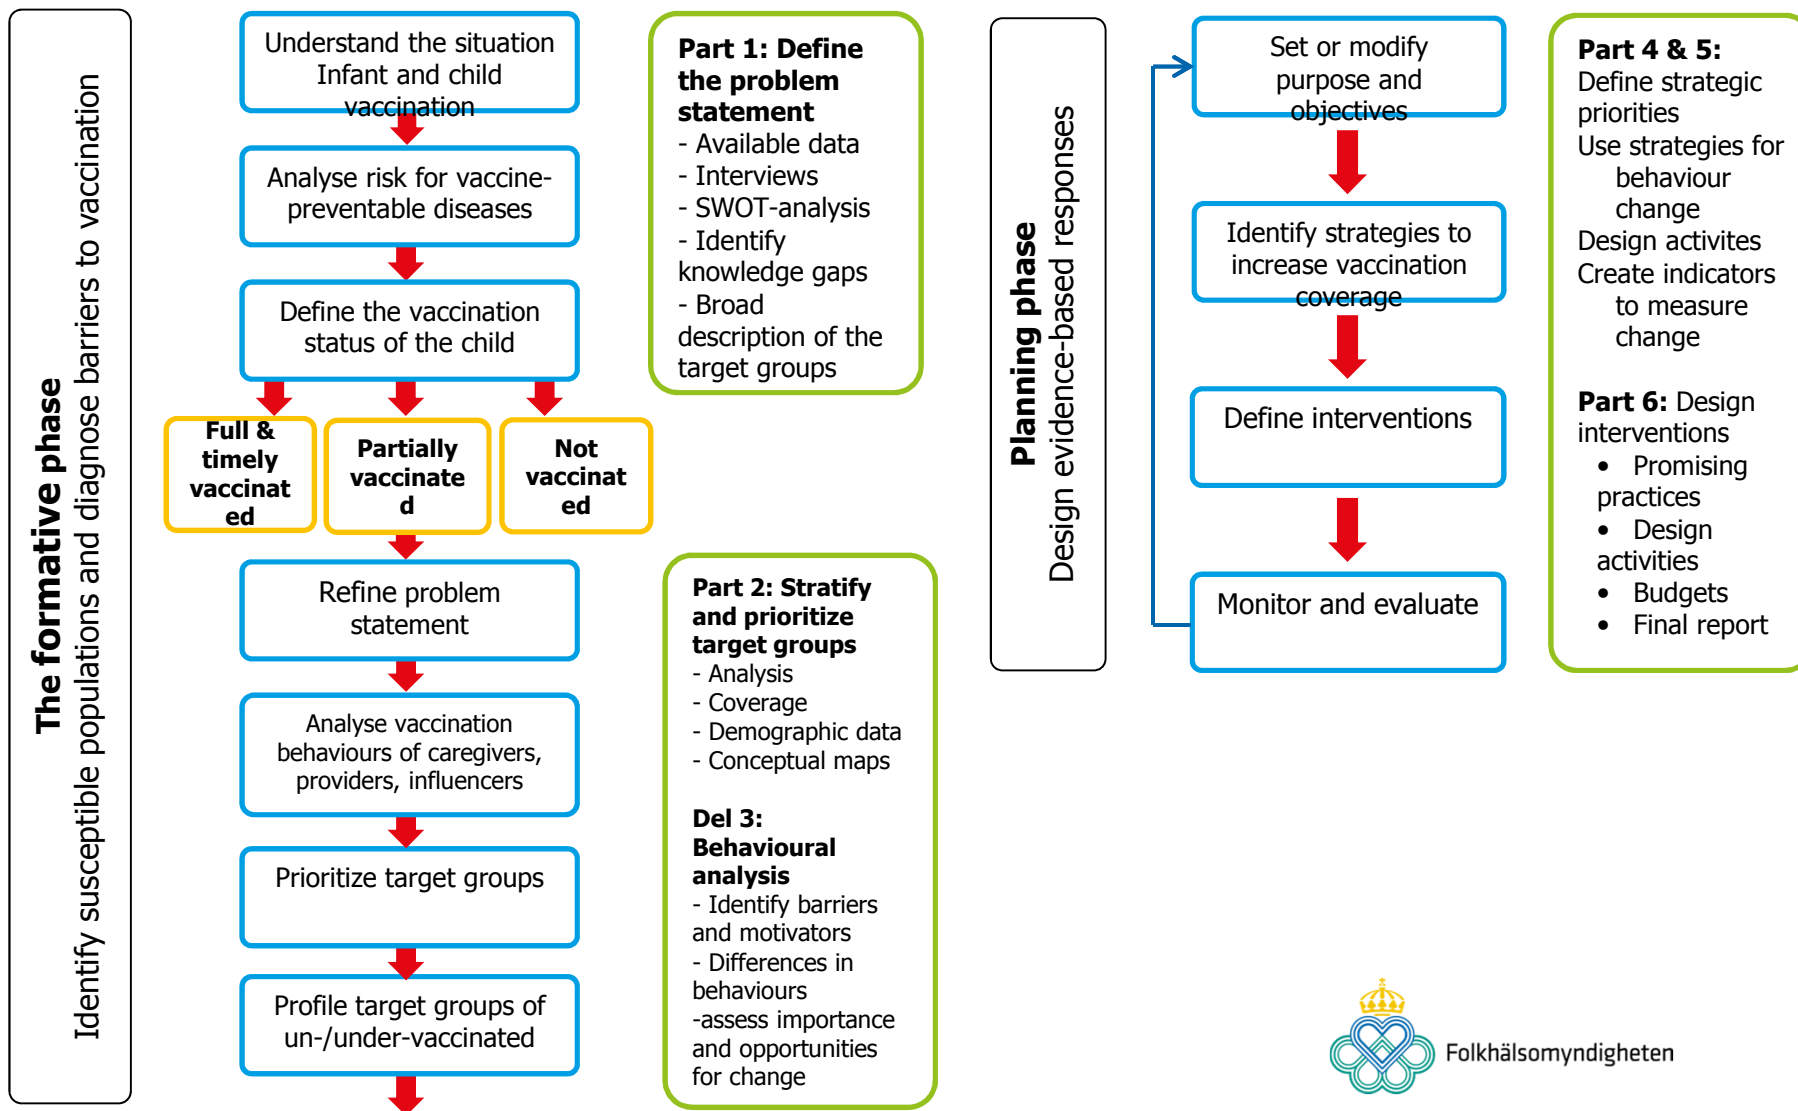 The formative phase
Identify susceptible populations and diagnose barriers to vaccination
Understand the situation
Infant and child
vaccination
Analyse risk for vaccine-
preventable diseases
Define the vaccination
status of the child
Full &
timely
vaccinat
ed
Partially
vaccinate
d
Not
vaccinat
ed
Refine problem
statement
Analyse vaccination
behaviours of caregivers,
providers, influencers
Prioritize target groups
Profile target groups of
un-/under-vaccinated
Part 1: Define
the problem
statement
- Available data
- Interviews
- SWOT-analysis
- Identify
knowledge gaps
- Broad
description of the
target groups
Part 2: Stratify
and prioritize
target groups
- Analysis
- Coverage
- Demographic data
- Conceptual maps
Del 3:
Behavioural
analysis
- Identify barriers
and motivators
- Differences in
behaviours
-assess importance
and opportunities
for change
Planning phase
Design evidence-based responses
Set or modify
purpose and
objectives
Identify strategies to
increase vaccination
coverage
Define interventions
Monitor and evaluate
Part 4 & 5:
Define strategic
priorities
Use strategies for
behaviour
change
Design activites
Create indicators
to measure
change
Part 6: Design
interventions
• Promising
practices
• Design
activities
• Budgets
• Final report
Folkhälsomyndigheten